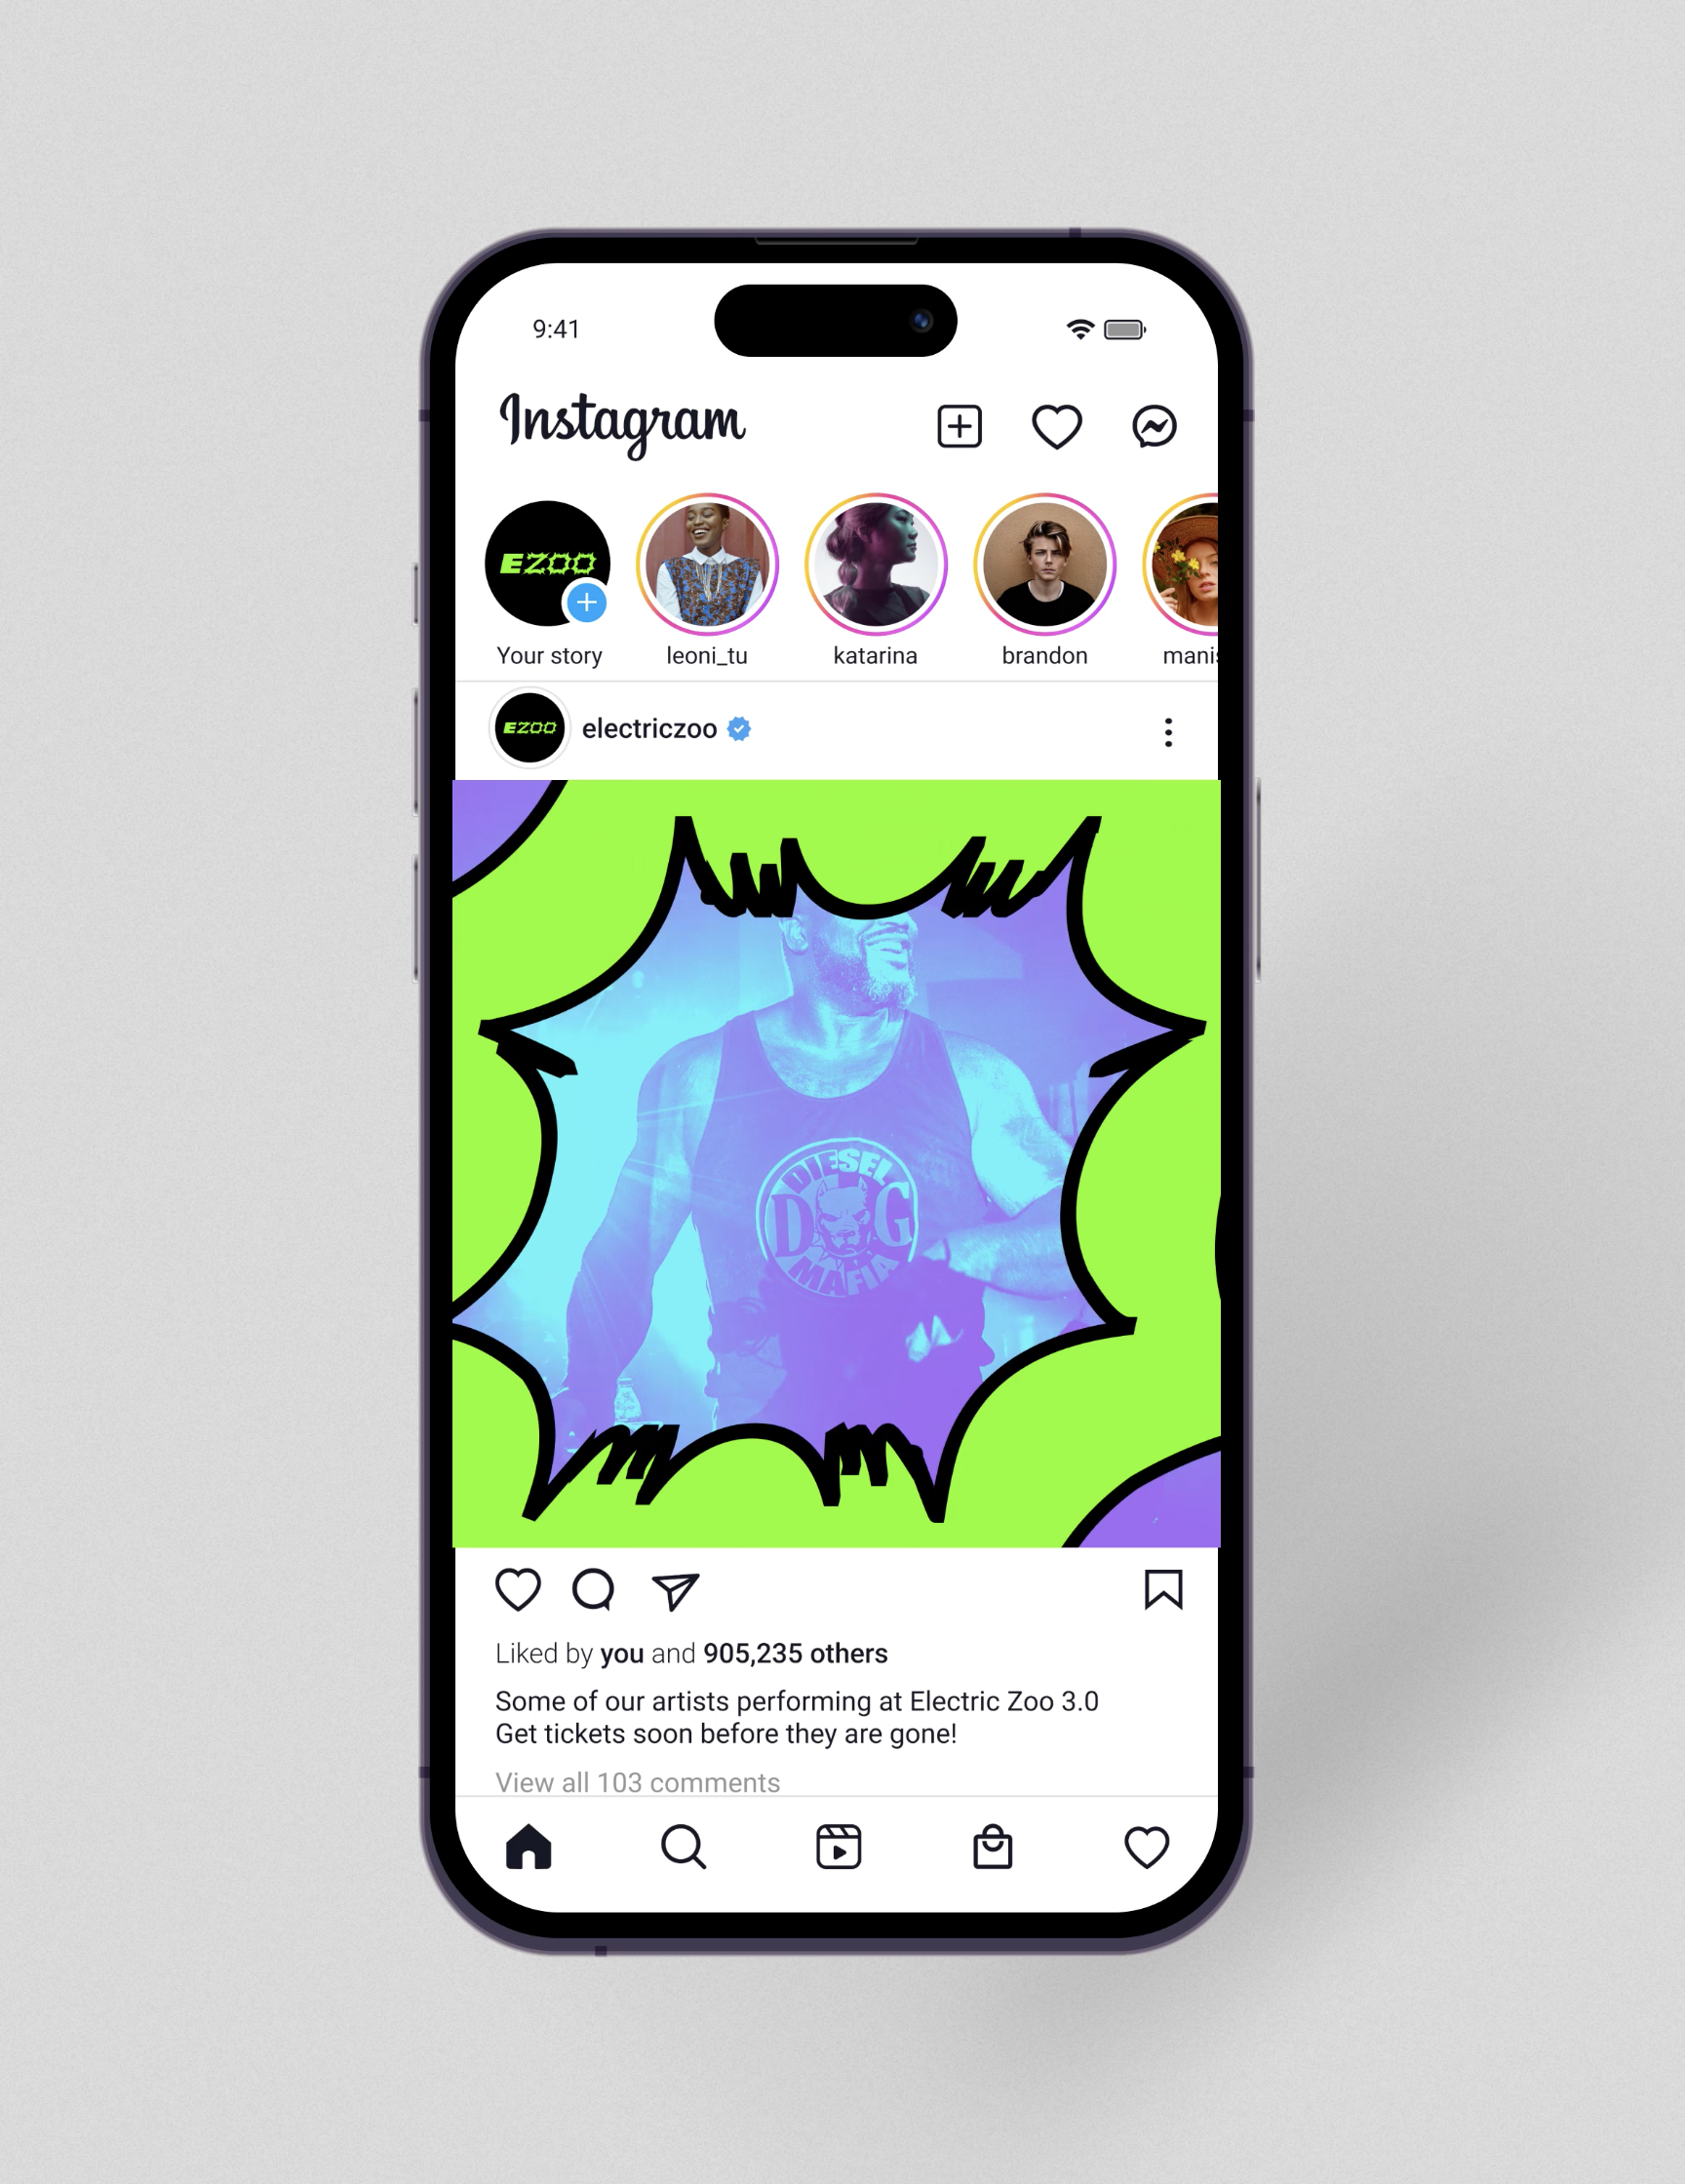 9:41
Instagram
EZOO
Your story
leoni_tu
katarina
brandon
manis
EZOO
electriczoo
DIESEL
D G
MAFIA
Liked by you and 905,235 others
Some of our artists performing at Electric Zoo 3.0
Get tickets soon before they are gone!
View all 103 comments